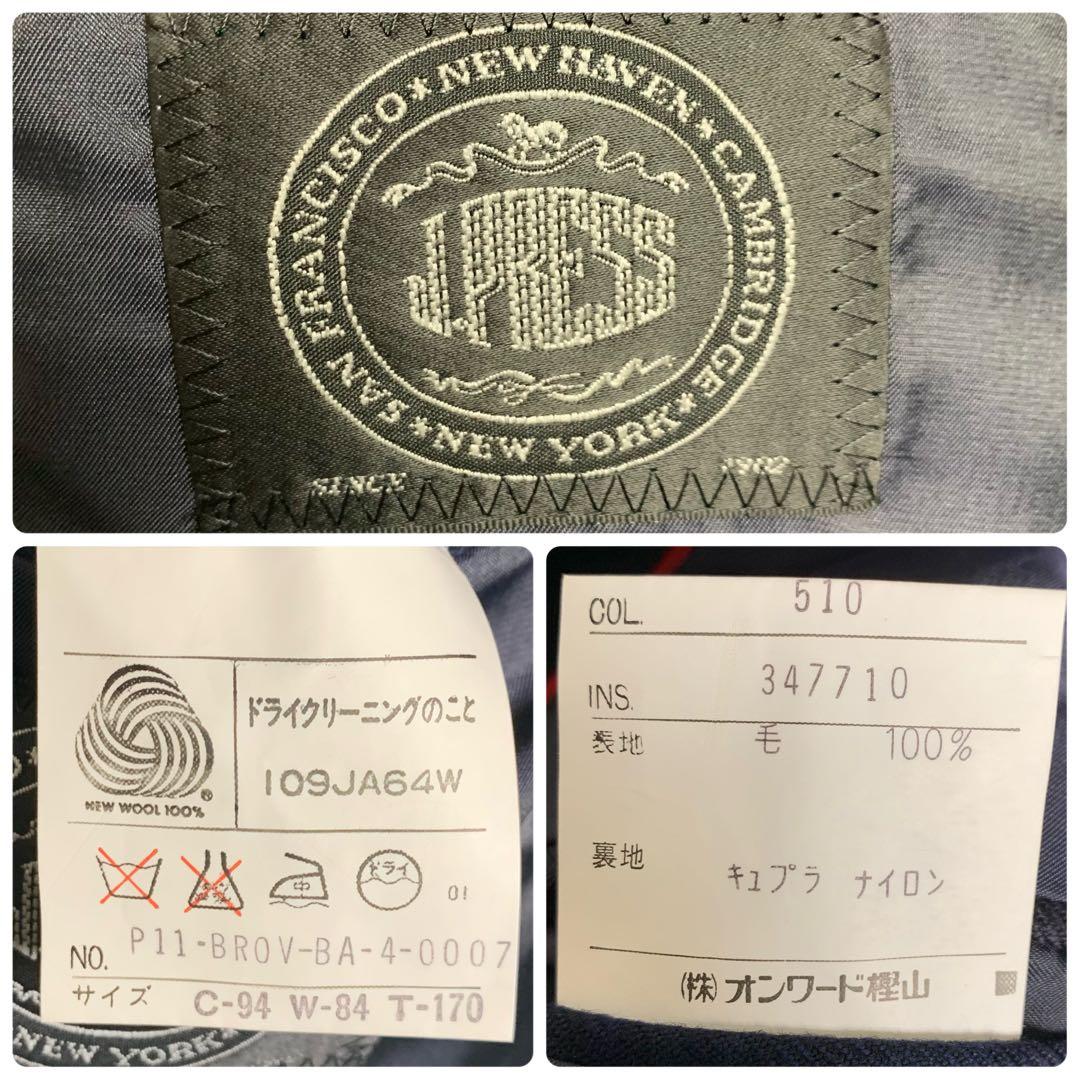 SAN FRANCISCO*NEW HAVEN*CAMBRIDGE*NEW YORK*
J.PRESS
SINCE 1902
NEW WOOL 100%
®
ドライクリーニングのこと
109JA64W
中
ドライ
01
NO. P11-BROV-BA-4-0007
サイズ C-94 W-84 T-170
NEW YORK
COL. 510
INS. 347710
表地 毛 100%
裏地 キュプラ ナイロン
(株)オンワード樫山